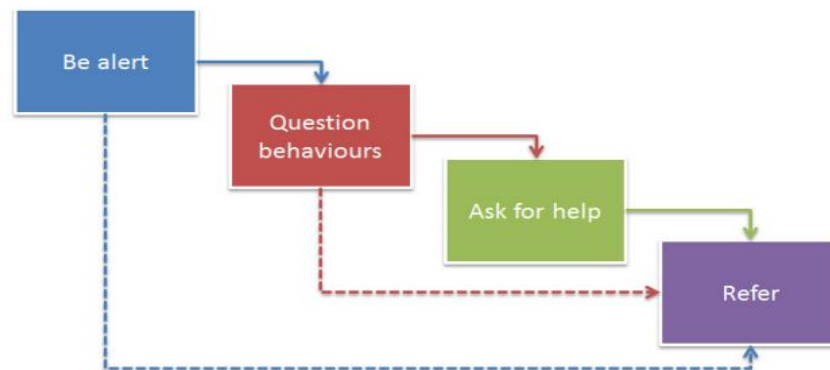 Be alert
Question
behaviours
Ask for help
Refer